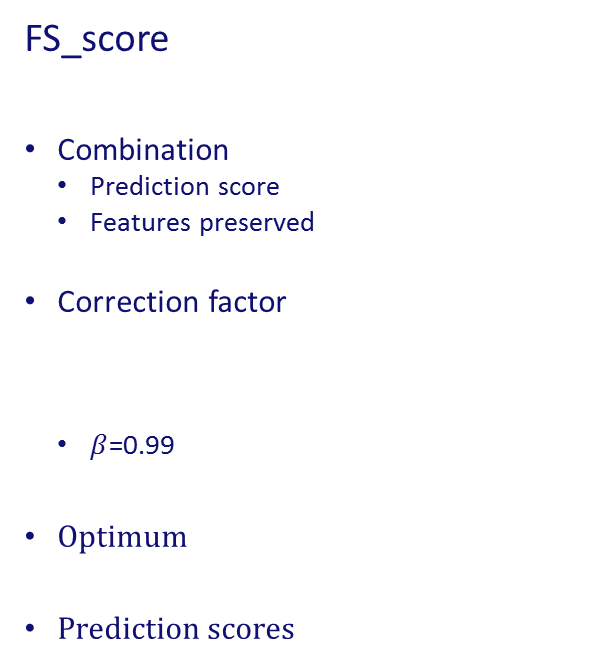 FS_score
• Combination
• Prediction score
• Features preserved
• Correction factor
• β=0.99
• Optimum
• Prediction scores